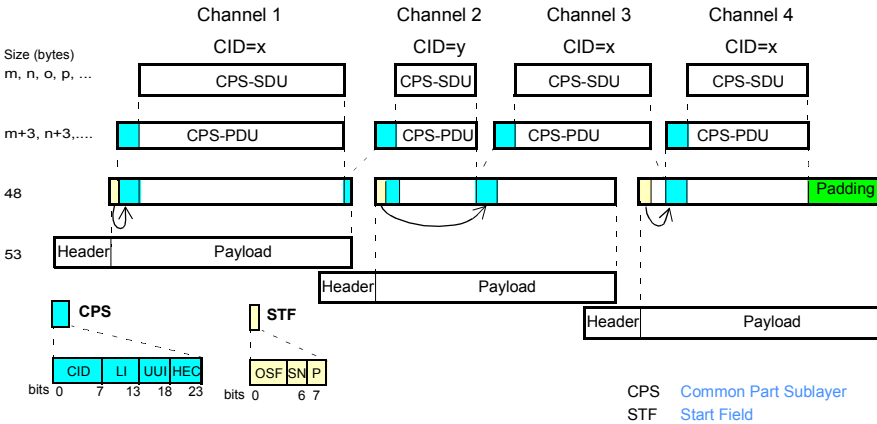 Channel 1 Channel 2 Channel 3 Channel 4
CID=x CID=y CID=x CID=x
Size (bytes)
m, n, o, p, ...
CPS-SDU CPS-SDU CPS-SDU CPS-SDU
m+3, n+3,.... CPS-PDU CPS-PDU CPS-PDU CPS-PDU
48 Padding
53 Header Payload
Header Payload
Header Payload
CPS STF
CID LI UUI HEC OSF SN P
bits 0 7 13 18 23 bits 0 6 7
CPS Common Part Sublayer
STF Start Field